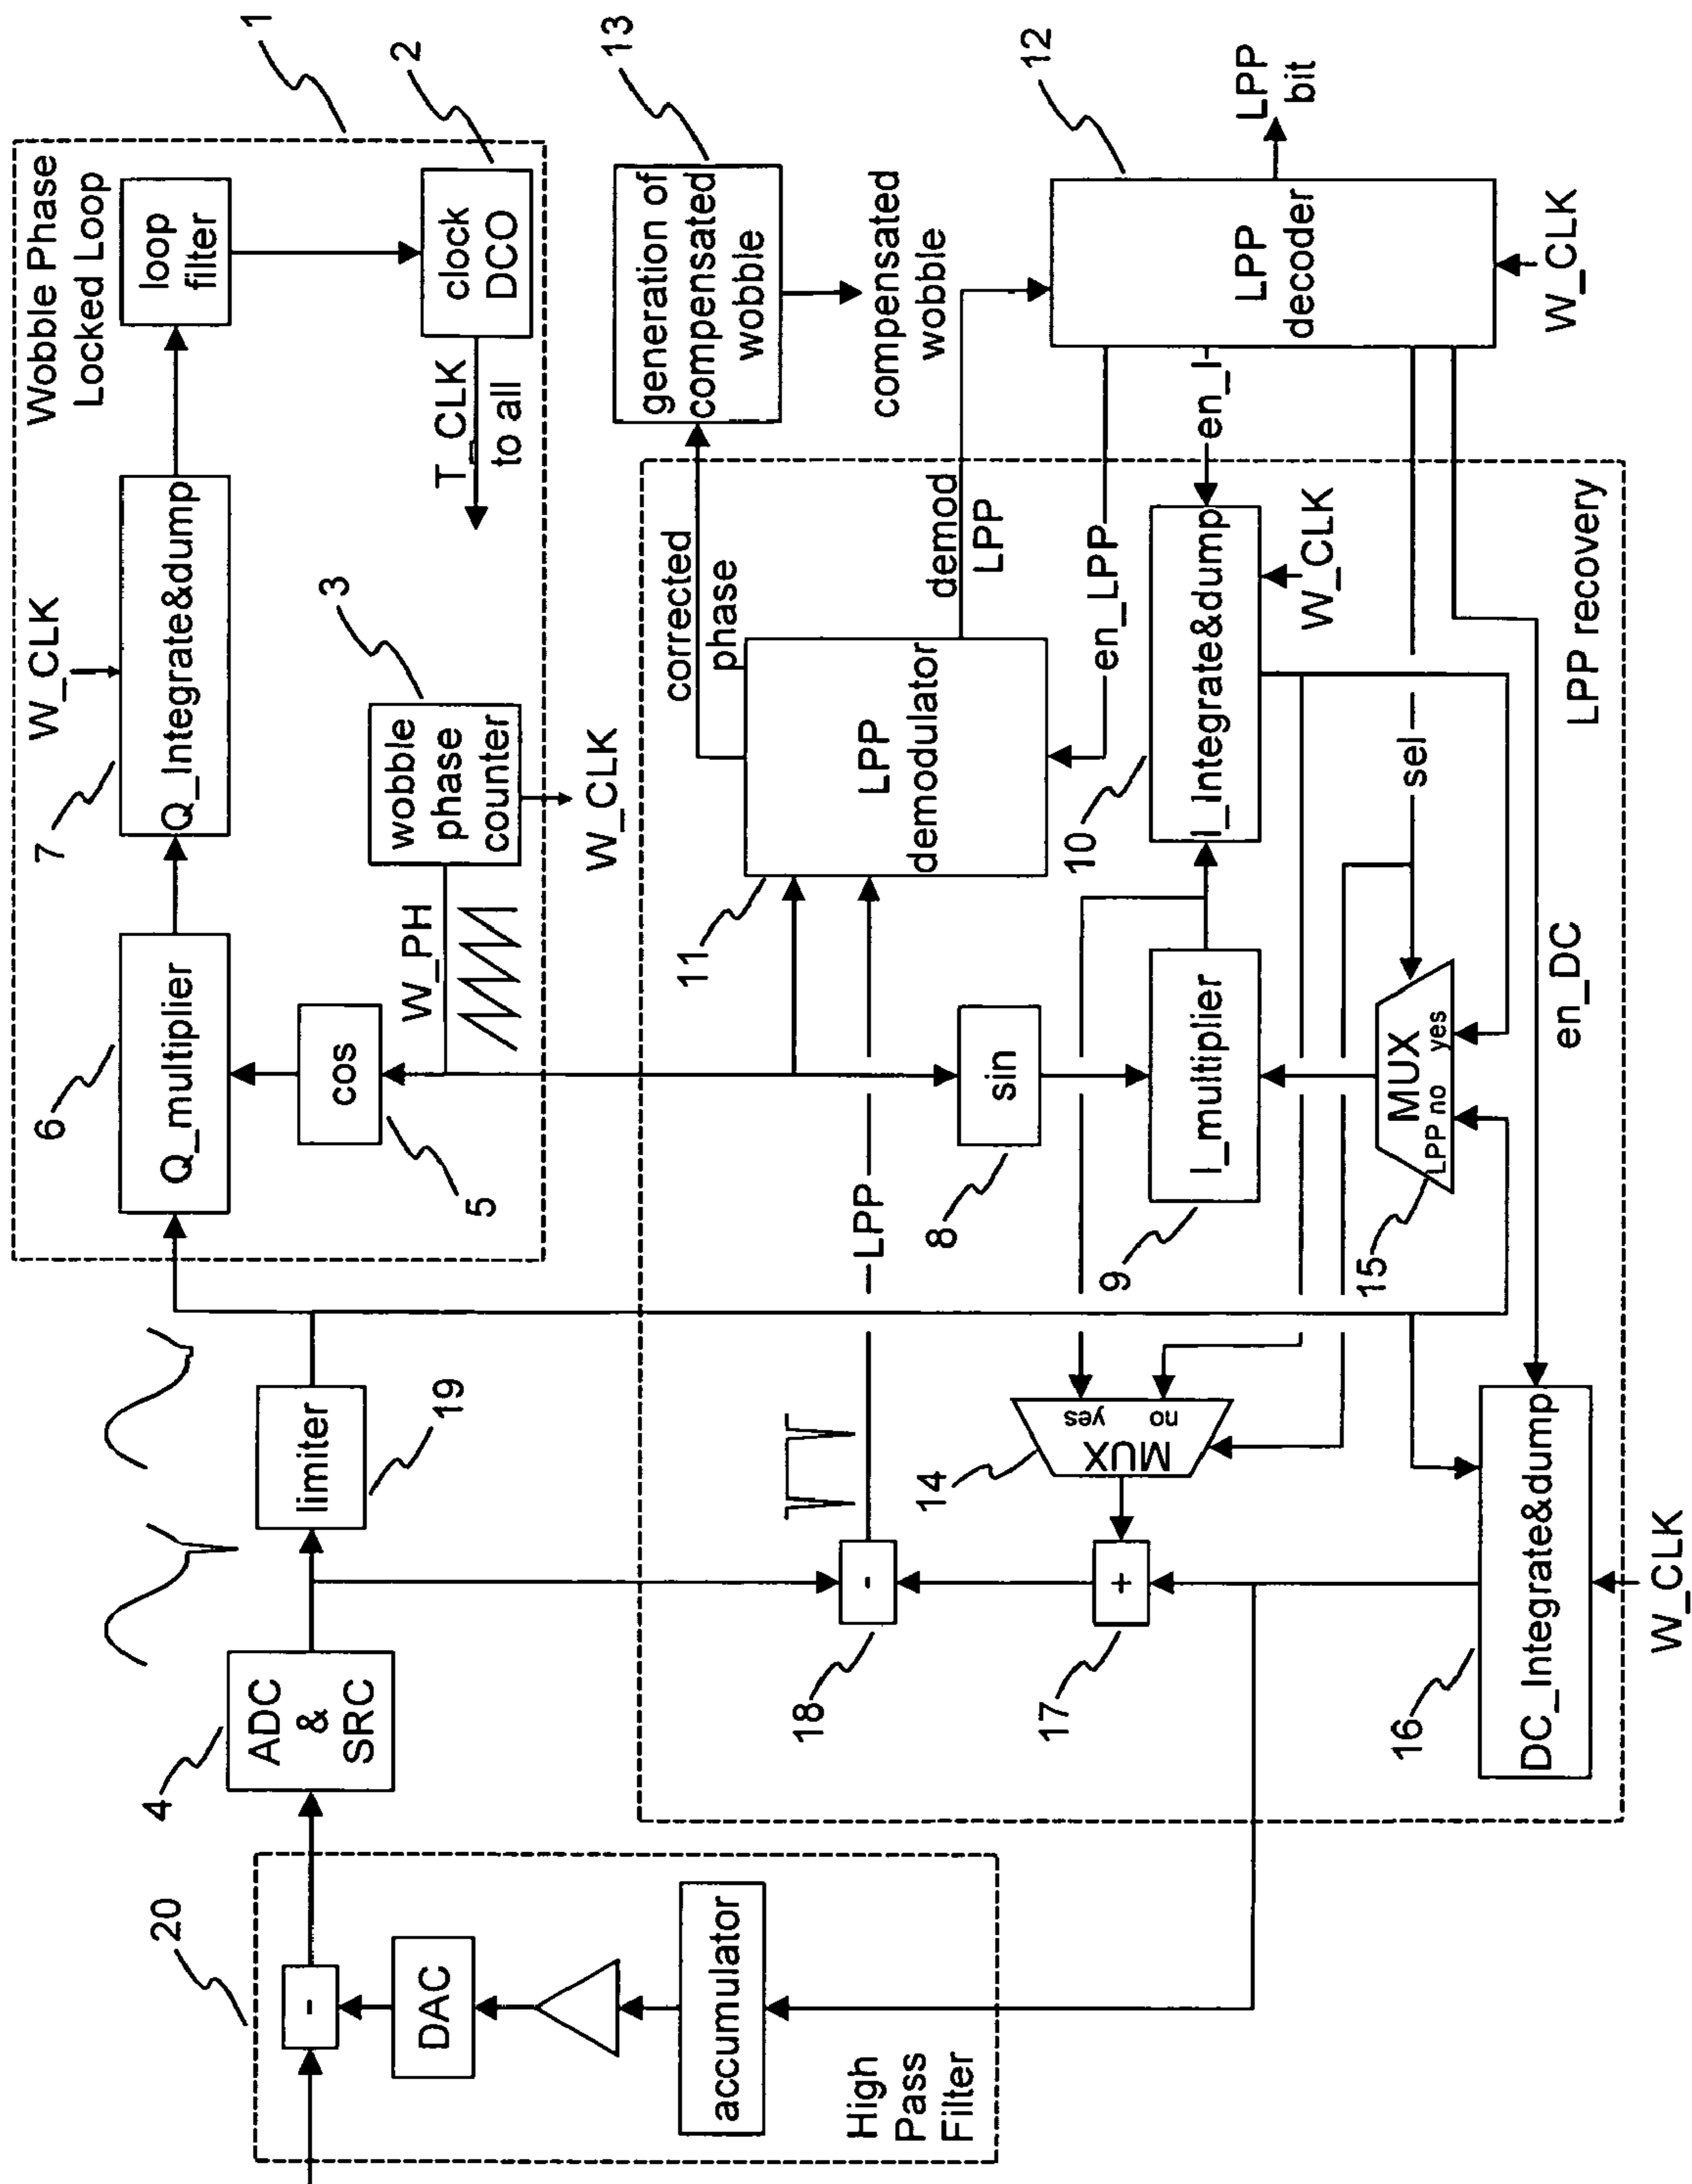 20
-
DAC
accumulator
High
Pass
Filter
4
ADC
&
SRC
limiter
19
Wobble Phase
Locked Loop
1
6
Q_multiplier
cos
5
W_CLK
7
Q_Integrate&dump
loop
filter
clock
DCO
2
T_CLK
to all
W_PH
wobble
phase
counter
3
W_CLK
generation of
compensated
wobble
13
compensated
wobble
corrected
phase
demod
LPP
LPP
demodulator
11
en_LPP
LPP
LPP
decoder
12
LPP
bit
W_CLK
en_I
sin
8
I_multiplier
9
I_Integrate&dump
10
W_CLK
sel
MUX
LPP no yes
15
MUX
yes
no
14
-
18
+
17
DC_Integrate&dump
16
W_CLK
en_DC
LPP recovery